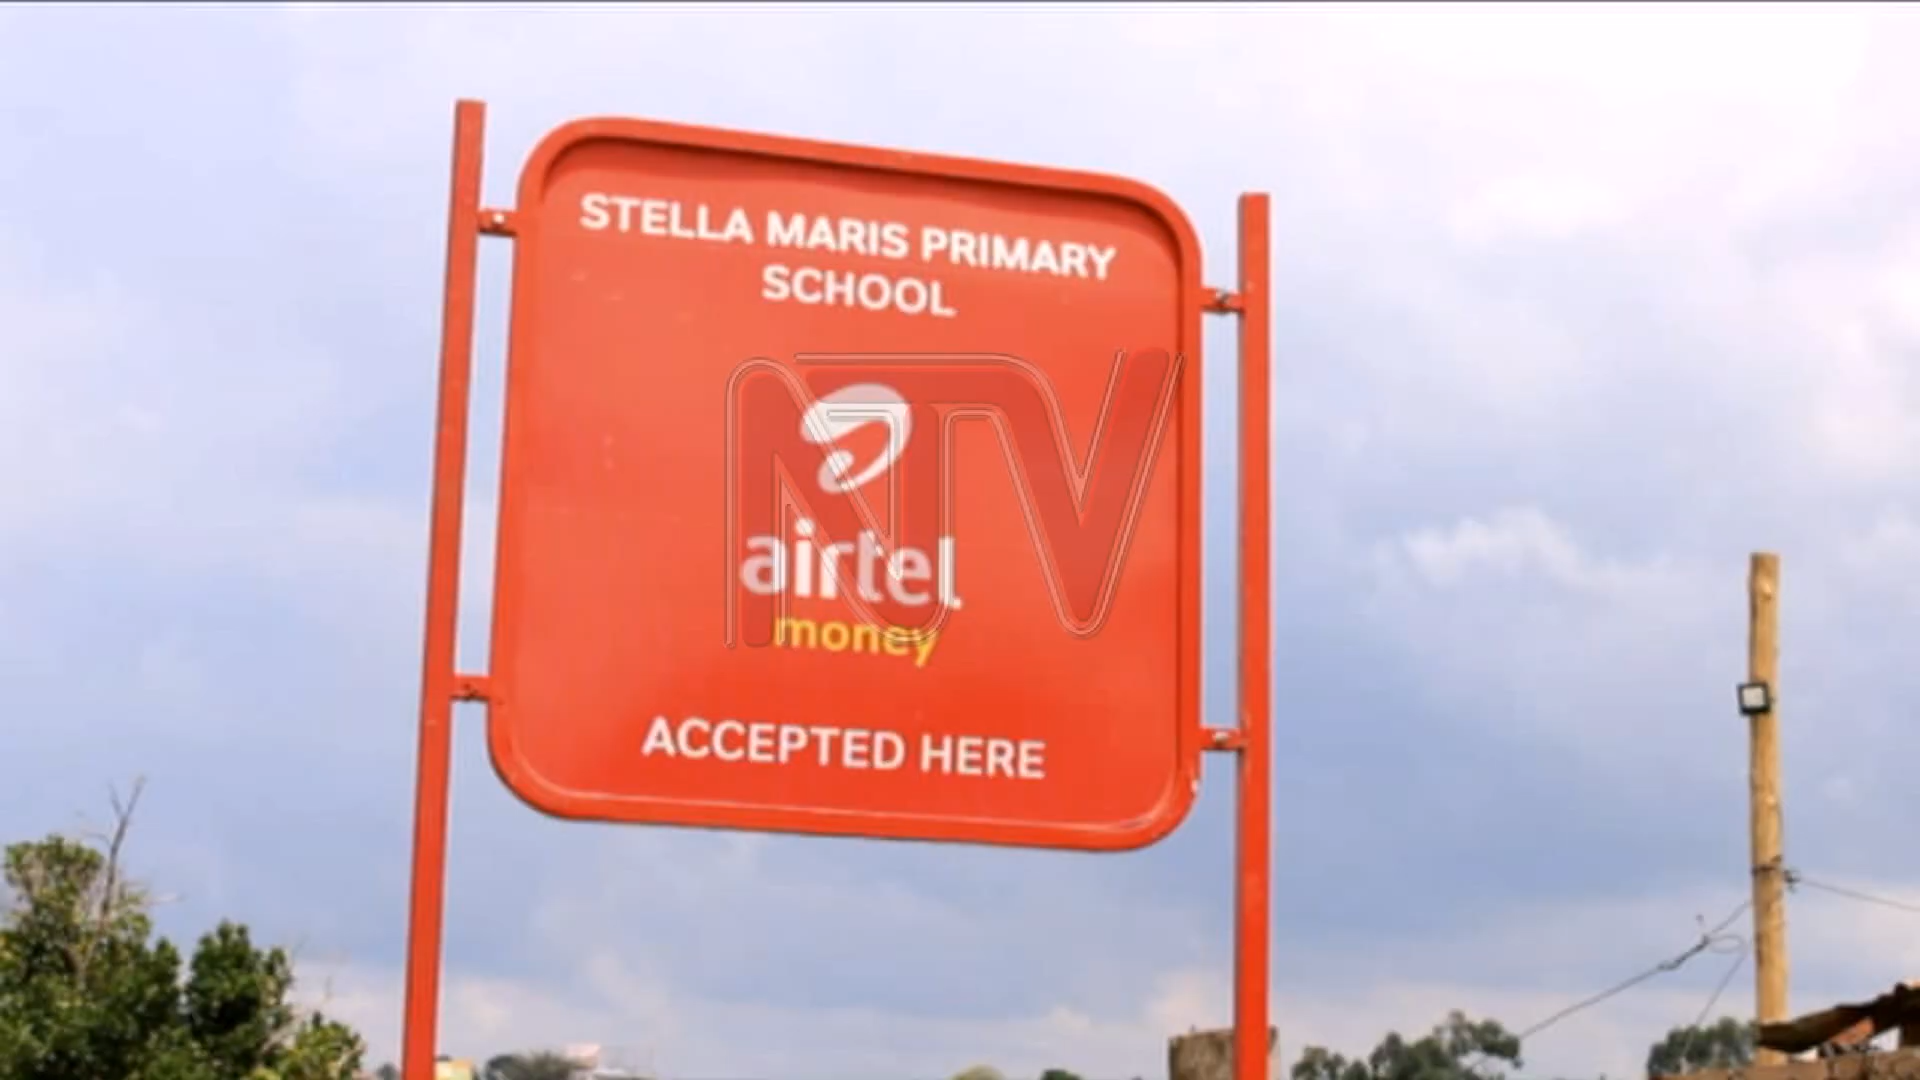 STELLA MARIS PRIMARY
SCHOOL
NTV
airtel
money
ACCEPTED HERE